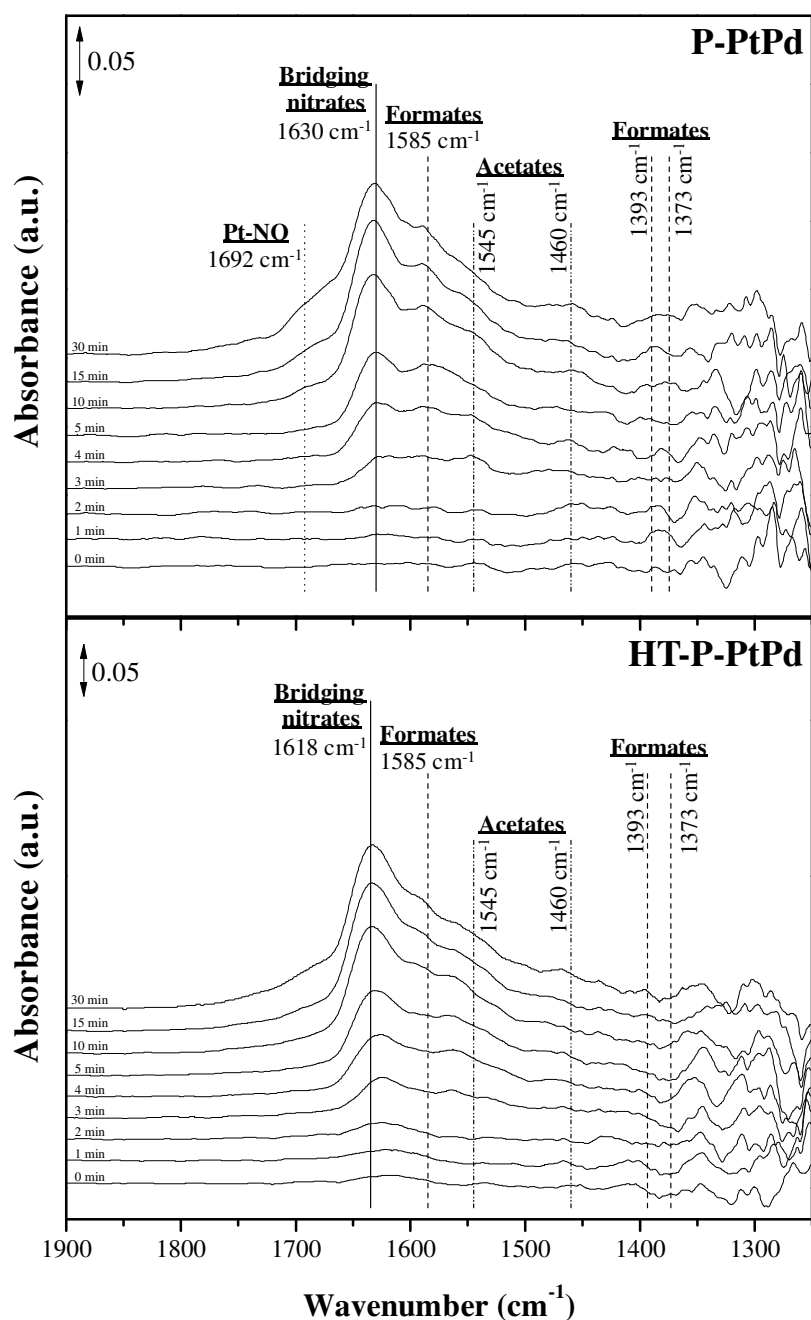 P-PtPd
0.05
Bridging
nitrates
1630 cm-1
Formates
1585 cm-1
Formates
Acetates
1545 cm-1
1460 cm-1
1393 cm-1
1373 cm-1
Pt-NO
1692 cm-1
Absorbance (a.u.)
30 min
15 min
10 min
5 min
4 min
3 min
2 min
1 min
0 min
HT-P-PtPd
0.05
Bridging
nitrates
1618 cm-1
Formates
1585 cm-1
Formates
Acetates
1545 cm-1
1460 cm-1
1393 cm-1
1373 cm-1
Absorbance (a.u.)
30 min
15 min
10 min
5 min
4 min
3 min
2 min
1 min
0 min
1900 1800 1700 1600 1500 1400 1300
Wavenumber (cm-1)